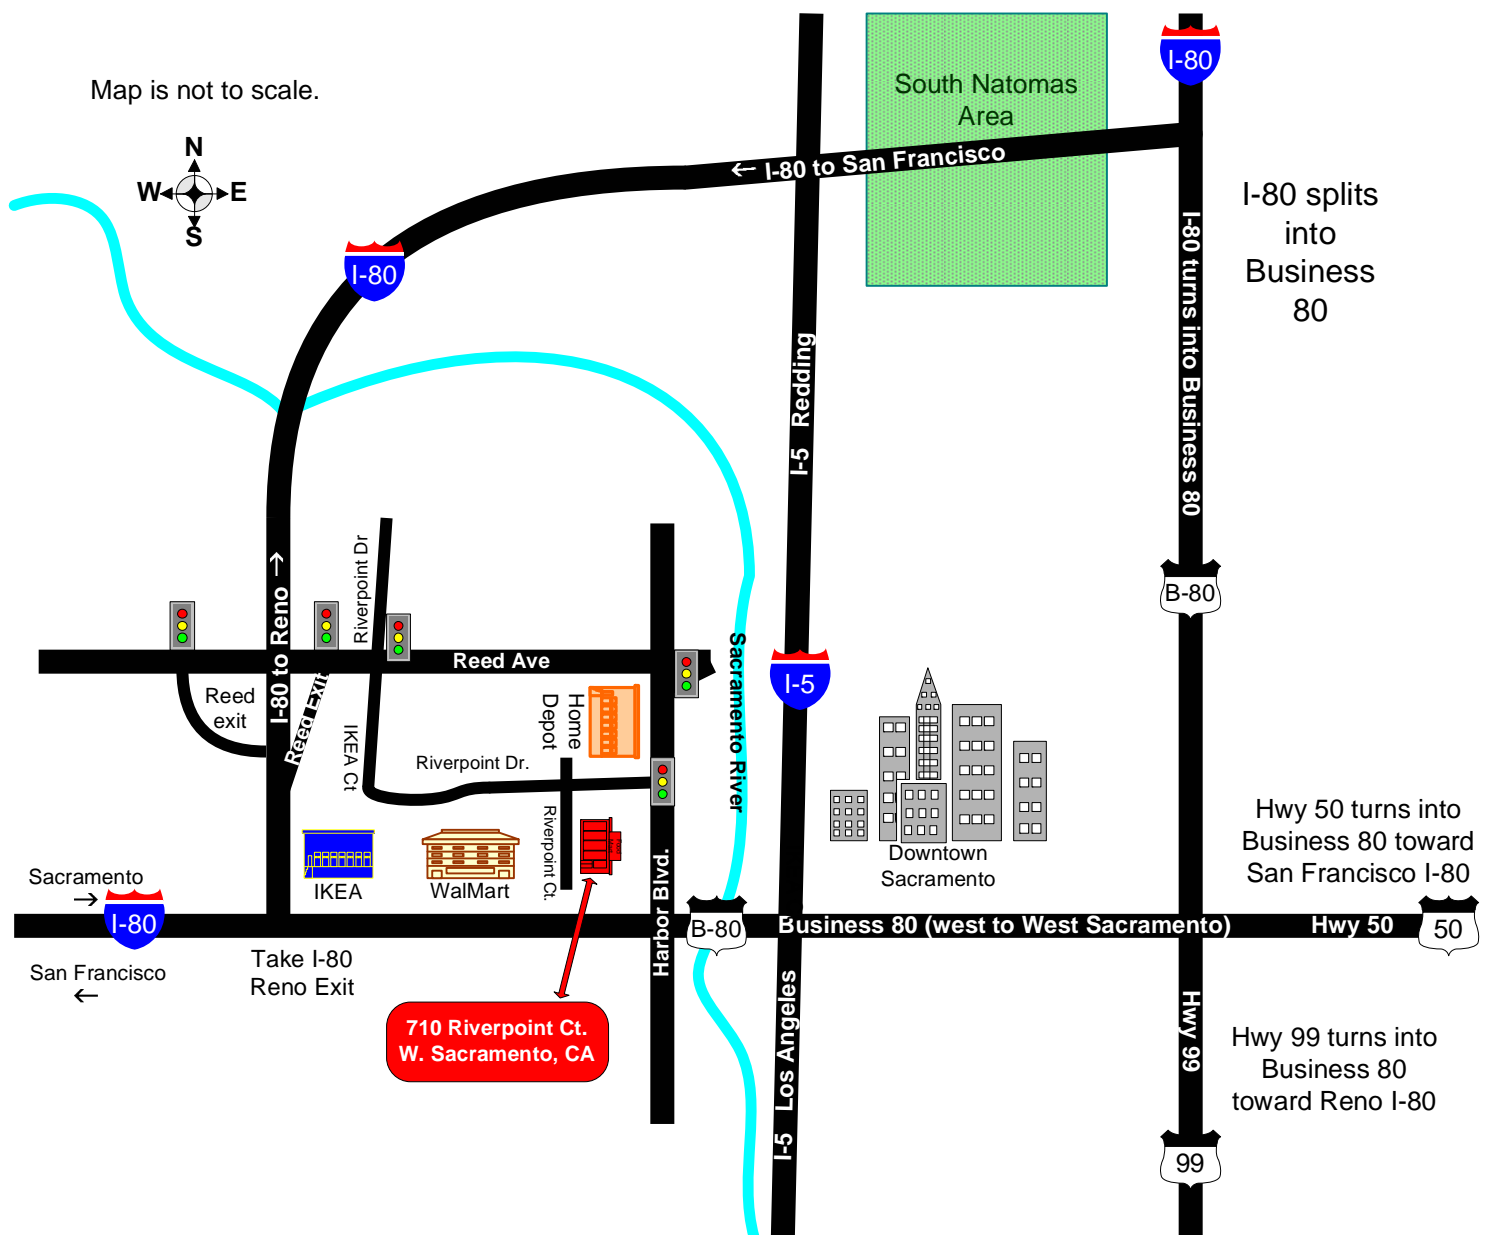 Map is not to scale.
N
W
E
S
South Natomas
Area
I-80
← I-80 to San Francisco
I-80 splits
into
Business
80
I-80
I-80 turns into Business 80
I-5 Redding
B-80
I-80 to Reno →
Riverpoint Dr
Reed Ave
Reed
exit
Reed Exit
IKEA Ct
Home
Depot
Riverpoint Dr.
Riverpoint Ct.
Sacramento River
I-5
Downtown
Sacramento
Hwy 50 turns into
Business 80 toward
San Francisco I-80
Sacramento
→
I-80
San Francisco
←
IKEA
WalMart
Harbor Blvd.
B-80
Business 80 (west to West Sacramento)
Hwy 50
50
Take I-80
Reno Exit
710 Riverpoint Ct.
W. Sacramento, CA
I-5 Los Angeles
Hwy 99
Hwy 99 turns into
Business 80
toward Reno I-80
99